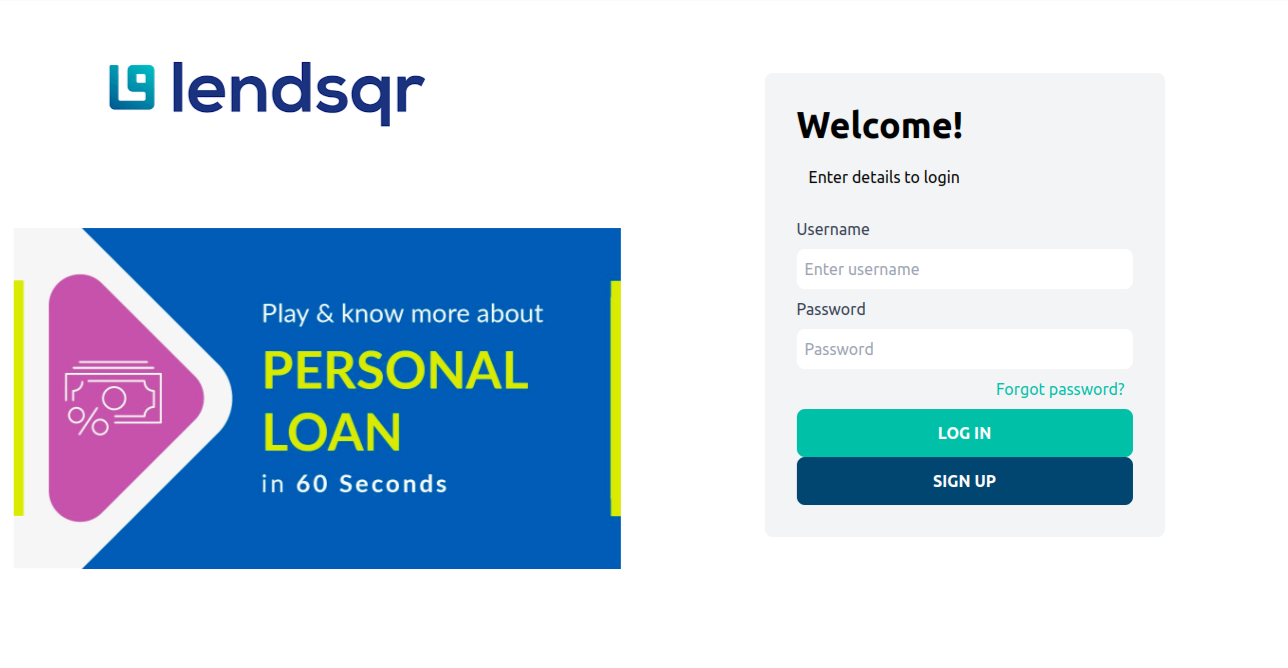 lendsqr
Play & know more about
PERSONAL
LOAN
in 60 Seconds
Welcome!
Enter details to login
Username
Enter username
Password
Password
Forgot password?
LOG IN
SIGN UP